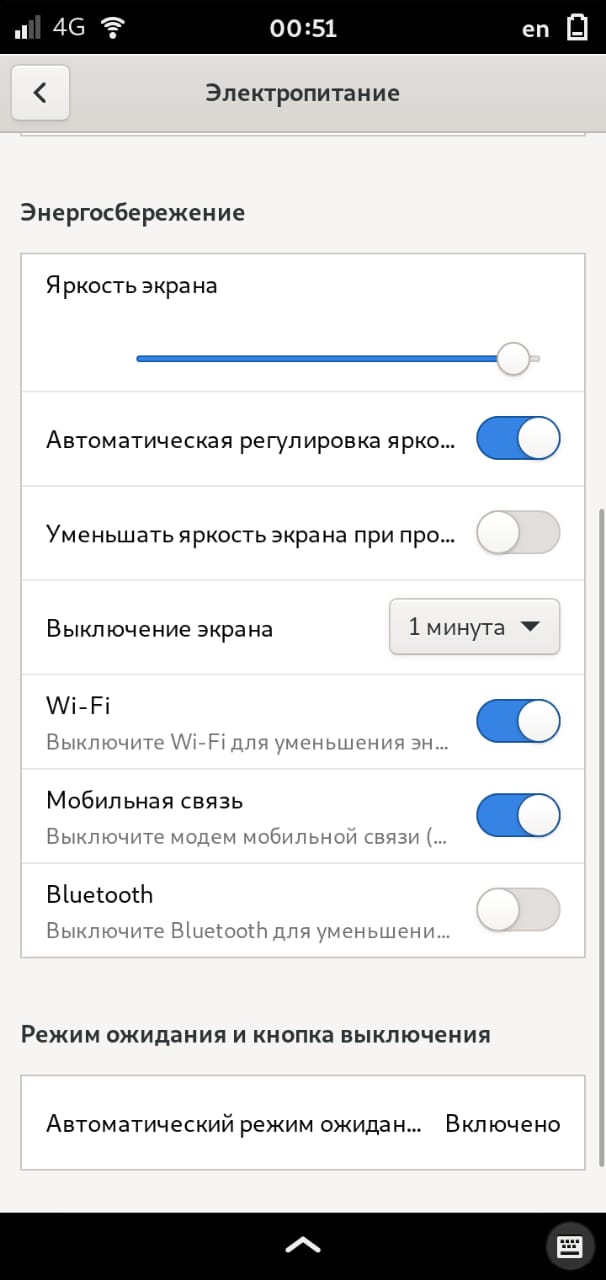 4G 00:51 en
Электропитание
Энергосбережение
Яркость экрана
Автоматическая регулировка ярко...
Уменьшать яркость экрана при про...
Выключение экрана 1 минута
Wi-Fi
Выключите Wi-Fi для уменьшения эн...
Мобильная связь
Выключите модем мобильной связи (...
Bluetooth
Выключите Bluetooth для уменьшени...
Режим ожидания и кнопка выключения
Автоматический режим ожидан... Включено